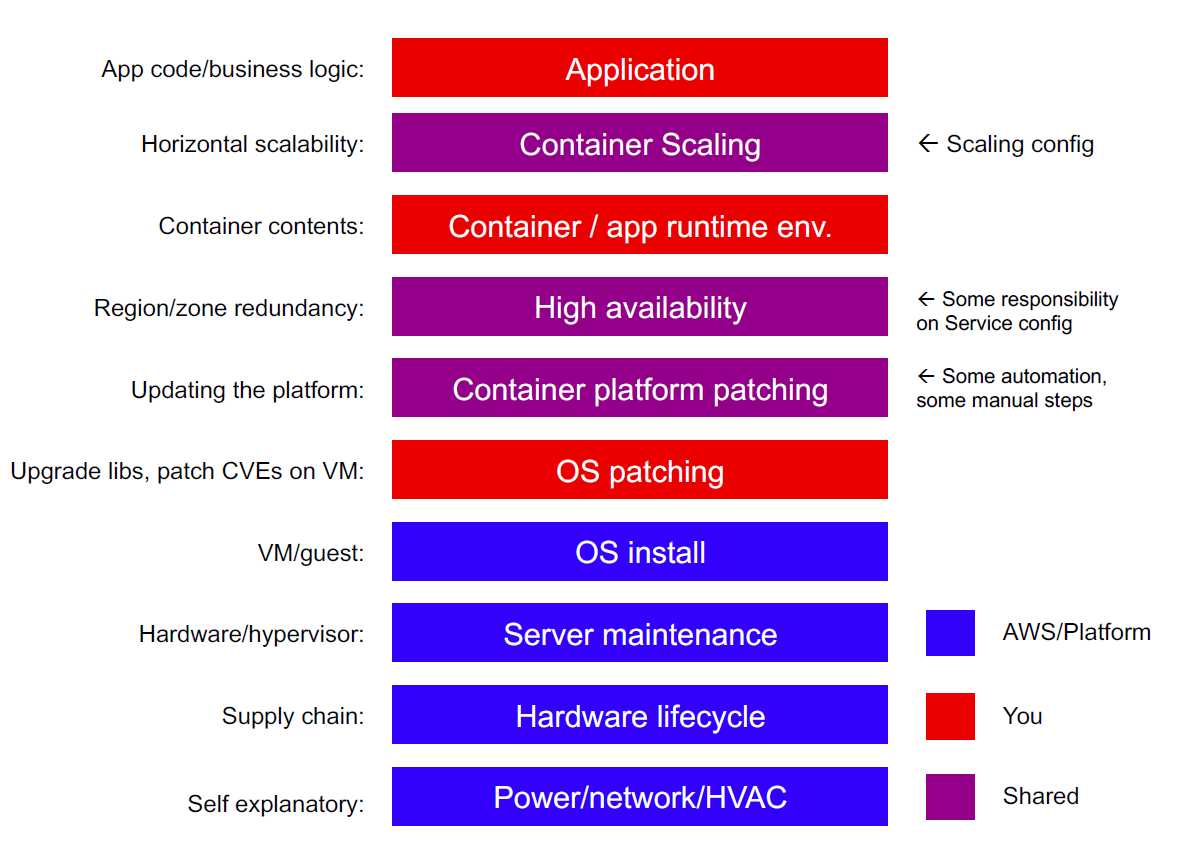 App code/business logic:
Application
Horizontal scalability:
Container Scaling
← Scaling config
Container contents:
Container / app runtime env.
Region/zone redundancy:
High availability
← Some responsibility
on Service config
Updating the platform:
Container platform patching
← Some automation,
some manual steps
Upgrade libs, patch CVEs on VM:
OS patching
VM/guest:
OS install
Hardware/hypervisor:
Server maintenance
AWS/Platform
Supply chain:
Hardware lifecycle
You
Self explanatory:
Power/network/HVAC
Shared